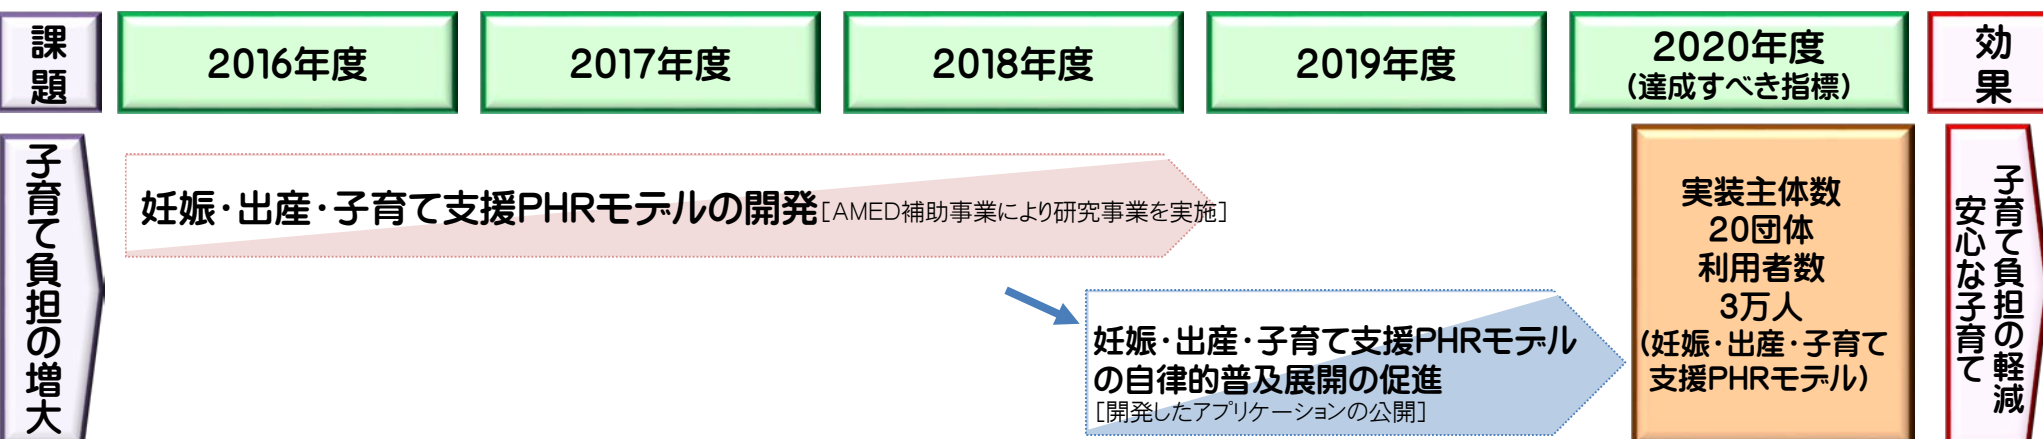 課題
2016年度
2017年度
2018年度
2019年度
2020年度
(達成すべき指標)
効果
子育て負担の増大
妊娠・出産・子育て支援PHRモデルの開発[AMED補助事業により研究事業を実施]
妊娠・出産・子育て支援PHRモデル
の自律的普及展開の促進
[開発したアプリケーションの公開]
実装主体数
20団体
利用者数
3万人
(妊娠・出産・子育て
支援PHRモデル)
子育て負担の軽減
安心な子育て